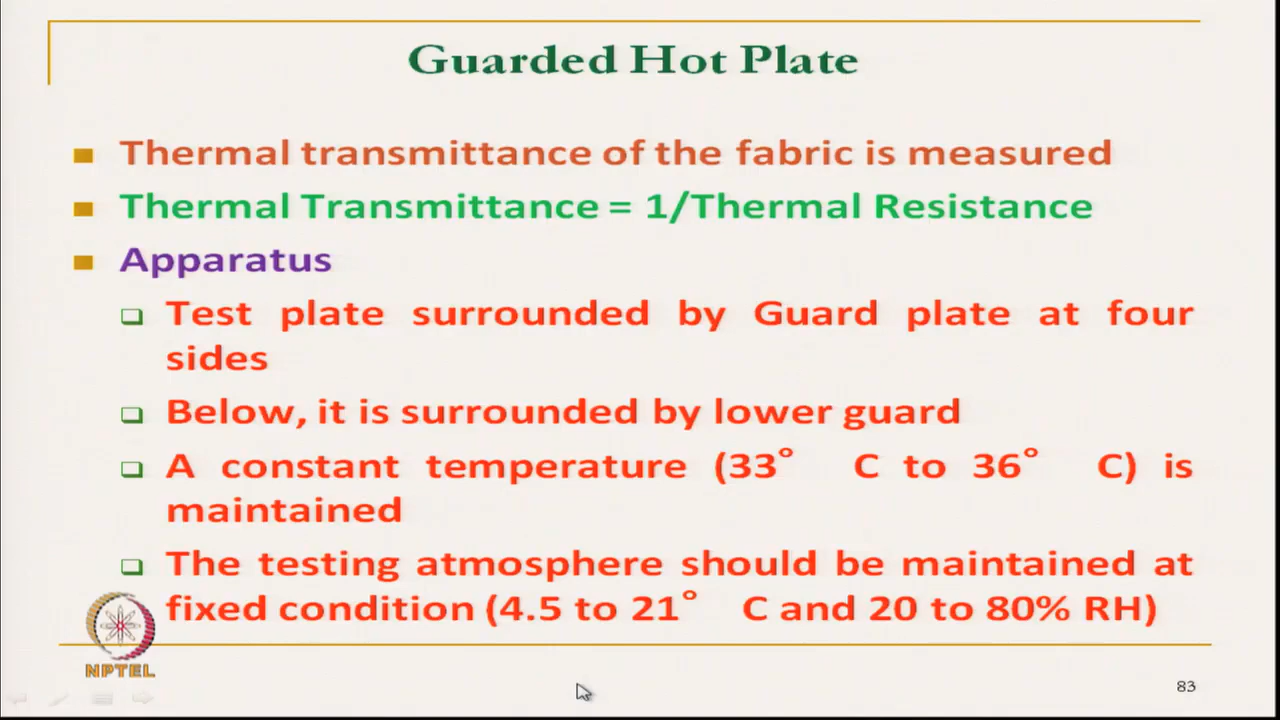 Guarded Hot Plate
Thermal transmittance of the fabric is measured
Thermal Transmittance = 1/Thermal Resistance
Apparatus
Test plate surrounded by Guard plate at four
sides
Below, it is surrounded by lower guard
A constant temperature (33° C to 36° C) is
maintained
The testing atmosphere should be maintained at
fixed condition (4.5 to 21° C and 20 to 80% RH)
NPTEL
83